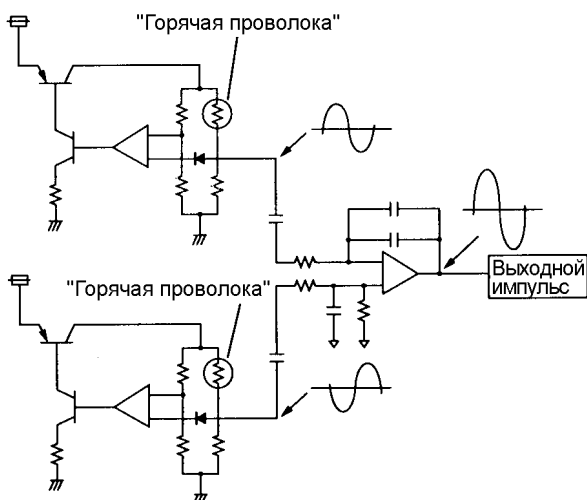 "Горячая проволока"
"Горячая проволока"
Выходной
импульс